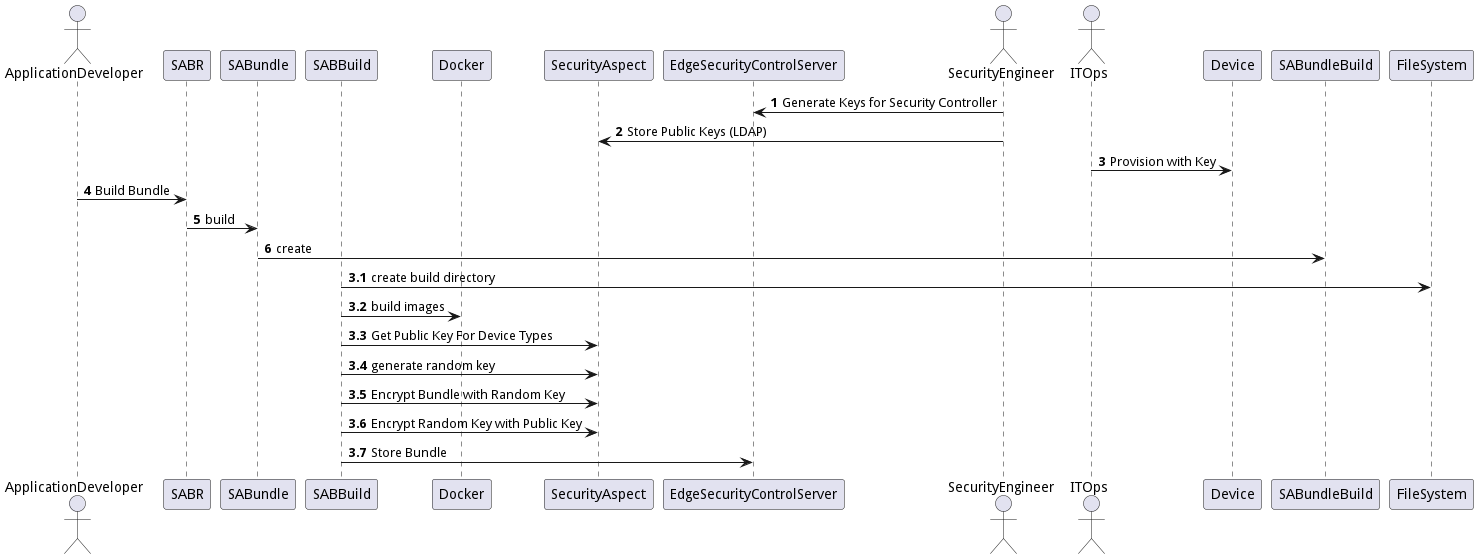 ApplicationDeveloper
SABR
SABundle
SABBuild
Docker
SecurityAspect
EdgeSecurityControlServer
SecurityEngineer
ITOps
Device
SABundleBuild
FileSystem
1 Generate Keys for Security Controller
2 Store Public Keys (LDAP)
3 Provision with Key
4 Build Bundle
5 build
6 create
3.1 create build directory
3.2 build images
3.3 Get Public Key For Device Types
3.4 generate random key
3.5 Encrypt Bundle with Random Key
3.6 Encrypt Random Key with Public Key
3.7 Store Bundle
ApplicationDeveloper
SABR
SABundle
SABBuild
Docker
SecurityAspect
EdgeSecurityControlServer
SecurityEngineer
ITOps
Device
SABundleBuild
FileSystem